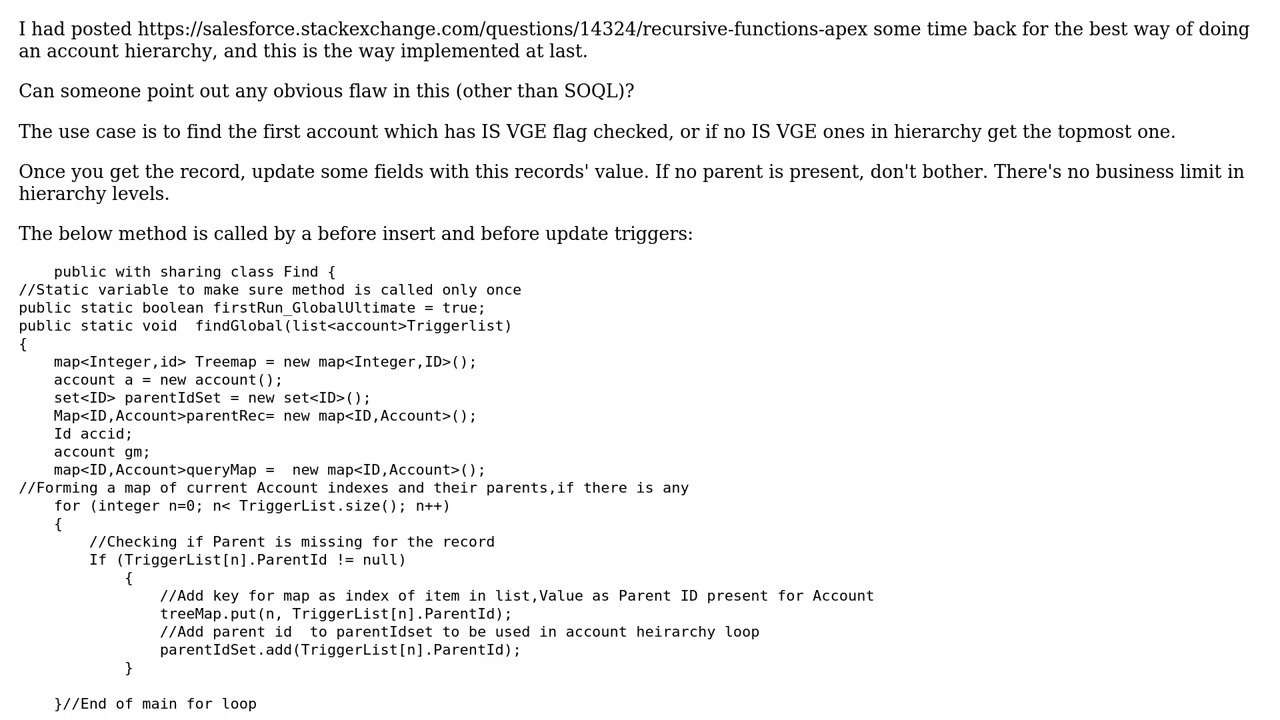 I had posted https://salesforce.stackexchange.com/questions/14324/recursive-functions-apex some time back for the best way of doing
an account hierarchy, and this is the way implemented at last.
Can someone point out any obvious flaw in this (other than SOQL)?
The use case is to find the first account which has IS VGE flag checked, or if no IS VGE ones in hierarchy get the topmost one.
Once you get the record, update some fields with this records' value. If no parent is present, don't bother. There's no business limit in
hierarchy levels.
The below method is called by a before insert and before update triggers:
    public with sharing class Find {
//Static variable to make sure method is called only once
public static boolean firstRun_GlobalUltimate = true;
public static void  findGlobal(list<account>Triggerlist)
{
    map<Integer,id> Treemap = new map<Integer,ID>();
    account a = new account();
    set<ID> parentIdSet = new set<ID>();
    Map<ID,Account>parentRec= new map<ID,Account>();
    Id accid;
    account gm;
    map<ID,Account>queryMap =  new map<ID,Account>();
//Forming a map of current Account indexes and their parents,if there is any
    for (integer n=0; n< TriggerList.size(); n++)
    {
        //Checking if Parent is missing for the record
        If (TriggerList[n].ParentId != null)
            {
                //Add key for map as index of item in list,Value as Parent ID present for Account
                treeMap.put(n, TriggerList[n].ParentId);
                //Add parent id  to parentIdset to be used in account heirarchy loop
                parentIdSet.add(TriggerList[n].ParentId);
            }
    }//End of main for loop